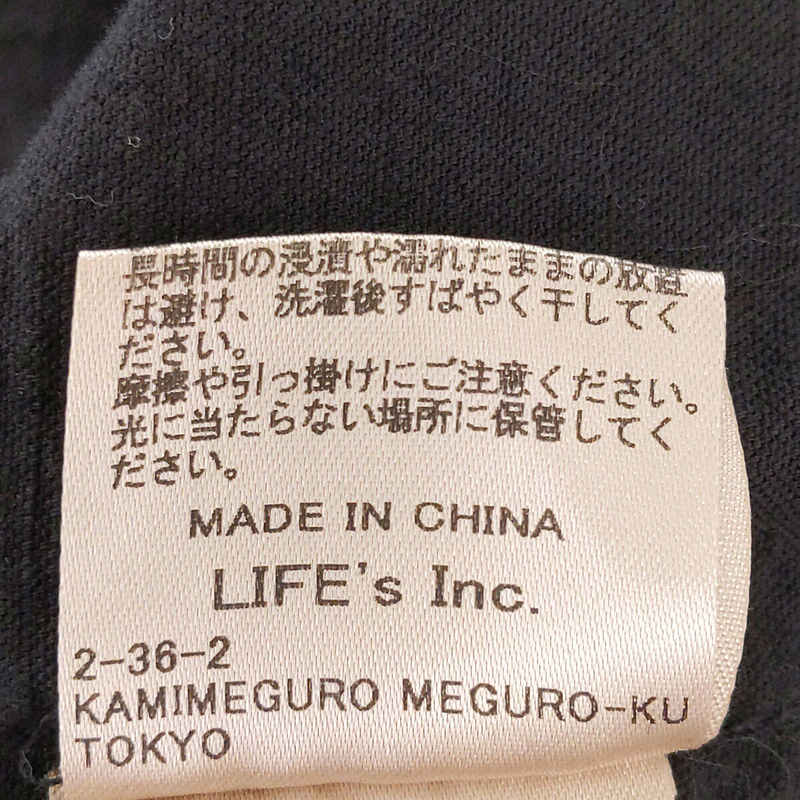 長時間の浸漬や濡れたままの放置
は避け、洗濯後すばやく干してく
ださい。
摩擦や引っ掛けにご注意ください。
光に当たらない場所に保管してく
ださい。
MADE IN CHINA
LIFE's Inc.
2-36-2
KAMIMEGURO MEGURO-KU
TOKYO